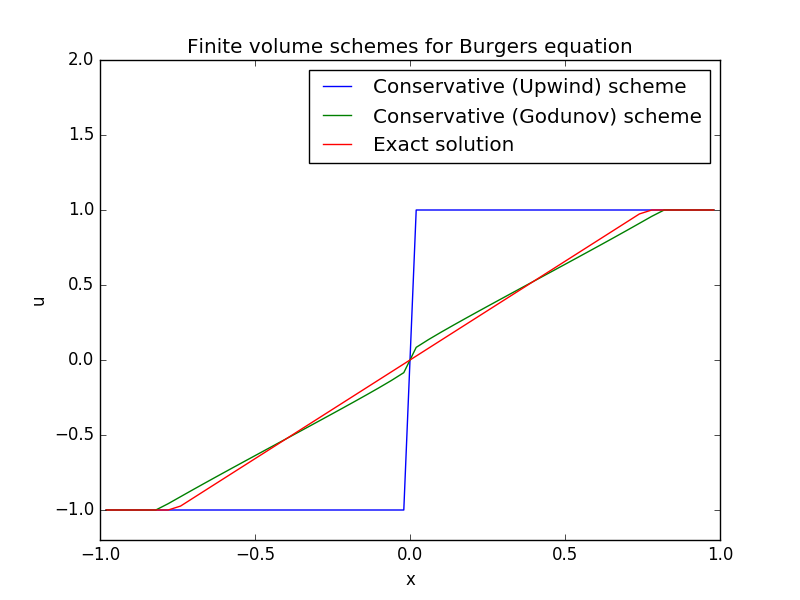 Finite volume schemes for Burgers equation
Conservative (Upwind) scheme
Conservative (Godunov) scheme
Exact solution
2.0
1.5
1.0
0.5
0.0
−0.5
−1.0
u
−1.0 −0.5 0.0 0.5 1.0
x